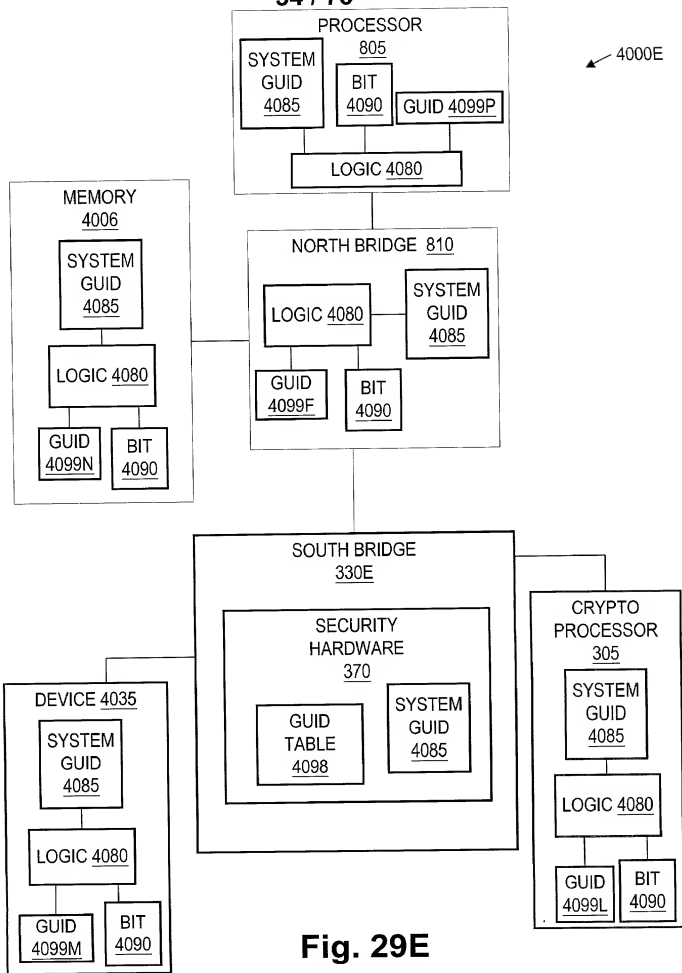 PROCESSOR
805
SYSTEM
GUID
4085
BIT
4090
GUID 4099P
LOGIC 4080
4000E
MEMORY
4006
SYSTEM
GUID
4085
LOGIC 4080
GUID
4099N
BIT
4090
NORTH BRIDGE 810
LOGIC 4080
SYSTEM
GUID
4085
GUID
4099F
BIT
4090
SOUTH BRIDGE
330E
SECURITY
HARDWARE
370
GUID
TABLE
4098
SYSTEM
GUID
4085
CRYPTO
PROCESSOR
305
SYSTEM
GUID
4085
LOGIC 4080
GUID
4099L
BIT
4090
DEVICE 4035
SYSTEM
GUID
4085
LOGIC 4080
GUID
4099M
BIT
4090
Fig. 29E